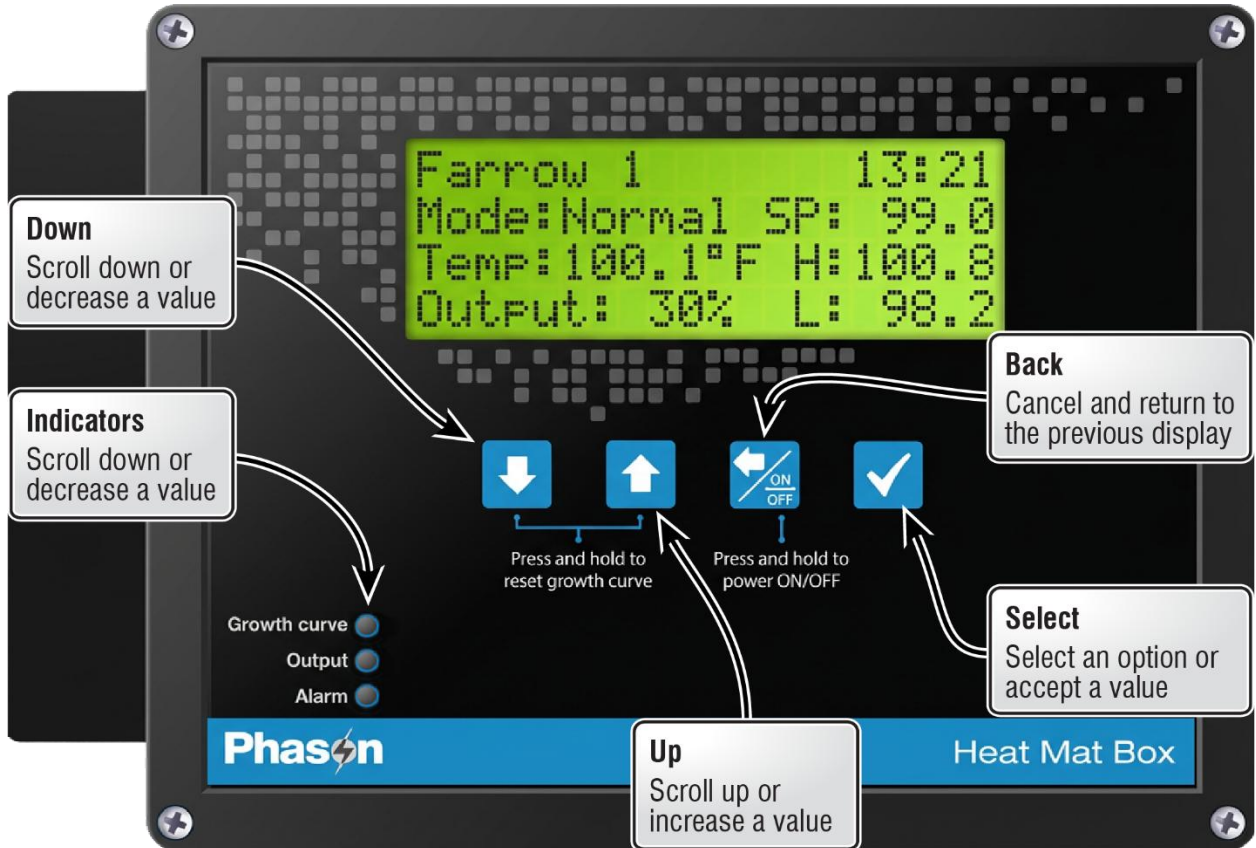 Farrow 1 13:21
Mode:Normal SP: 99.0
Temp:100.1°F H:100.8
Output: 30% L: 98.2
Down
Scroll down or
decrease a value
Indicators
Scroll down or
decrease a value
Back
Cancel and return to
the previous display
ON
OFF
Press and hold to
reset growth curve
Press and hold to
power ON/OFF
Select
Select an option or
accept a value
Growth curve
Output
Alarm
Up
Scroll up or
increase a value
Phason
Heat Mat Box